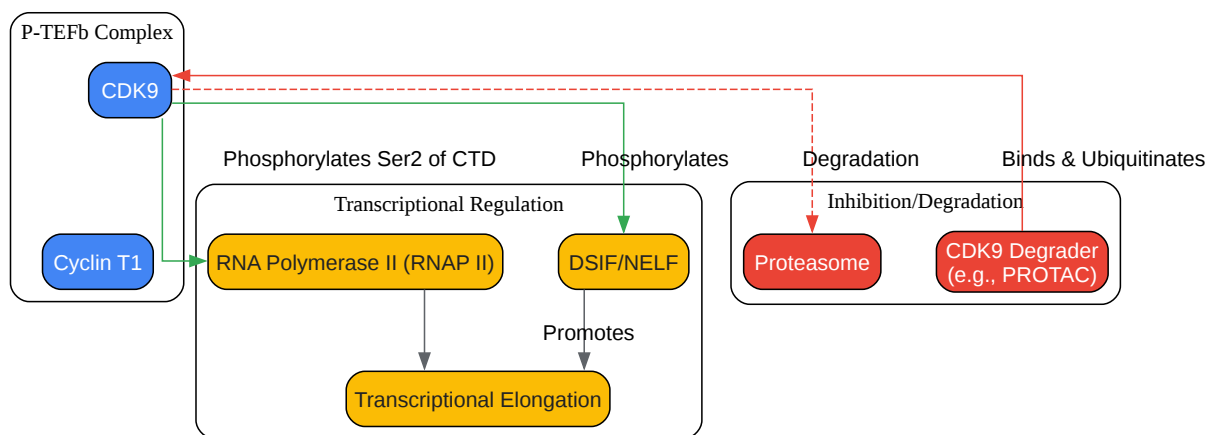 P-TEFb Complex
CDK9
Phosphorylates Ser2 of CTD
Phosphorylates
Degradation
Binds & Ubiquitinates
Transcriptional Regulation
Inhibition/Degradation
Cyclin T1
RNA Polymerase II (RNAP II)
DSIF/NELF
Proteasome
CDK9 Degrader
(e.g., PROTAC)
Promotes
Transcriptional Elongation